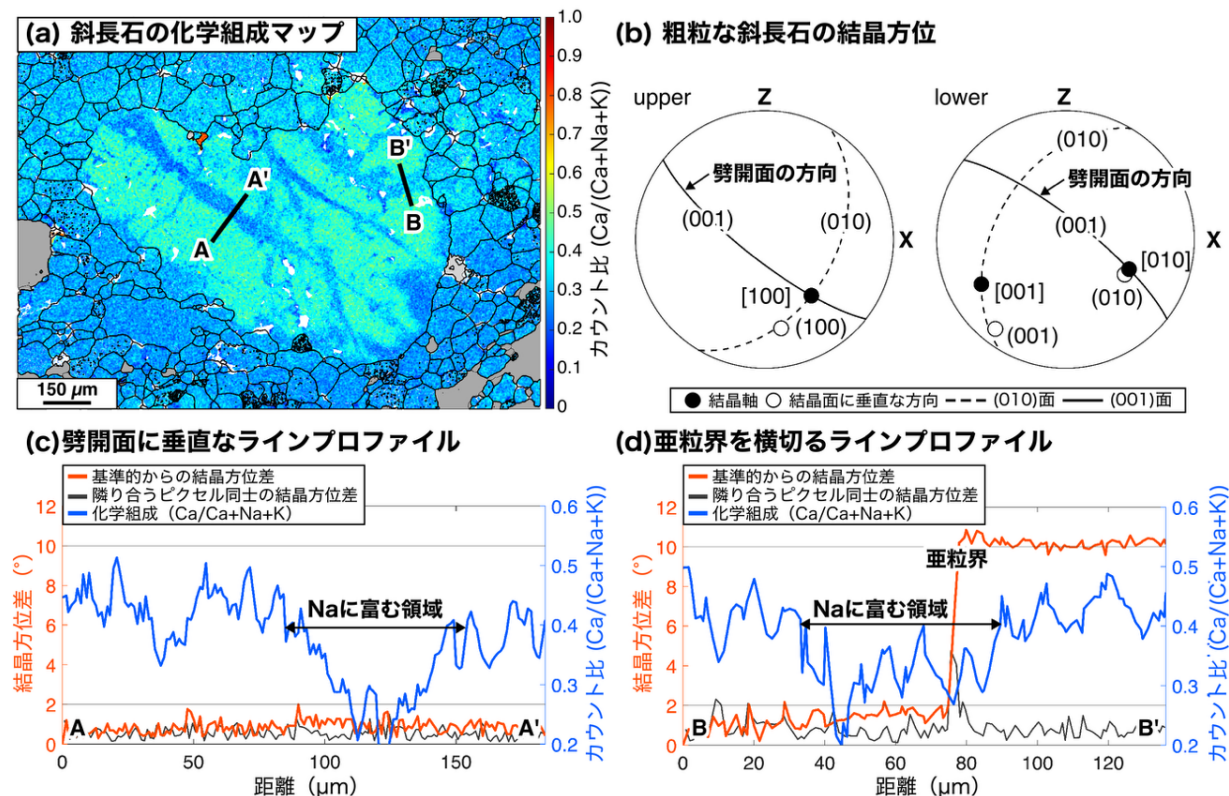 (a) 斜長石の化学組成マップ
A
A'
B'
B
150 µm
1.0
0.9
0.8
0.7
0.6
0.5
0.4
0.3
0.2
0.1
0
カウント比 (Ca/(Ca+Na+K))
(b) 粗粒な斜長石の結晶方位
upper
Z
劈開面の方向
(001)
(010)
[100]
(100)
lower
Z
(010)
劈開面の方向
(001)
X
[010]
(010)
[001]
(001)
X
結晶軸 結晶面に垂直な方向 (010)面 (001)面
(c)劈開面に垂直なラインプロファイル
基準的からの結晶方位差
隣り合うピクセル同士の結晶方位差
化学組成（Ca/Ca+Na+K）
12
10
8
6
4
2
0
結晶方位差（°）
Naに富む領域
A
A'
0.6
0.5
0.4
0.3
0.2
カウント比 (Ca/(Ca+Na+K))
0 50 100 150
距離（µm）
(d)亜粒界を横切るラインプロファイル
基準的からの結晶方位差
隣り合うピクセル同士の結晶方位差
化学組成（Ca/Ca+Na+K）
12
10
8
6
4
2
0
結晶方位差（°）
亜粒界
Naに富む領域
B
B'
0.6
0.5
0.4
0.3
0.2
カウント比 (Ca/(Ca+Na+K))
0 20 40 60 80 100 120
距離（µm）